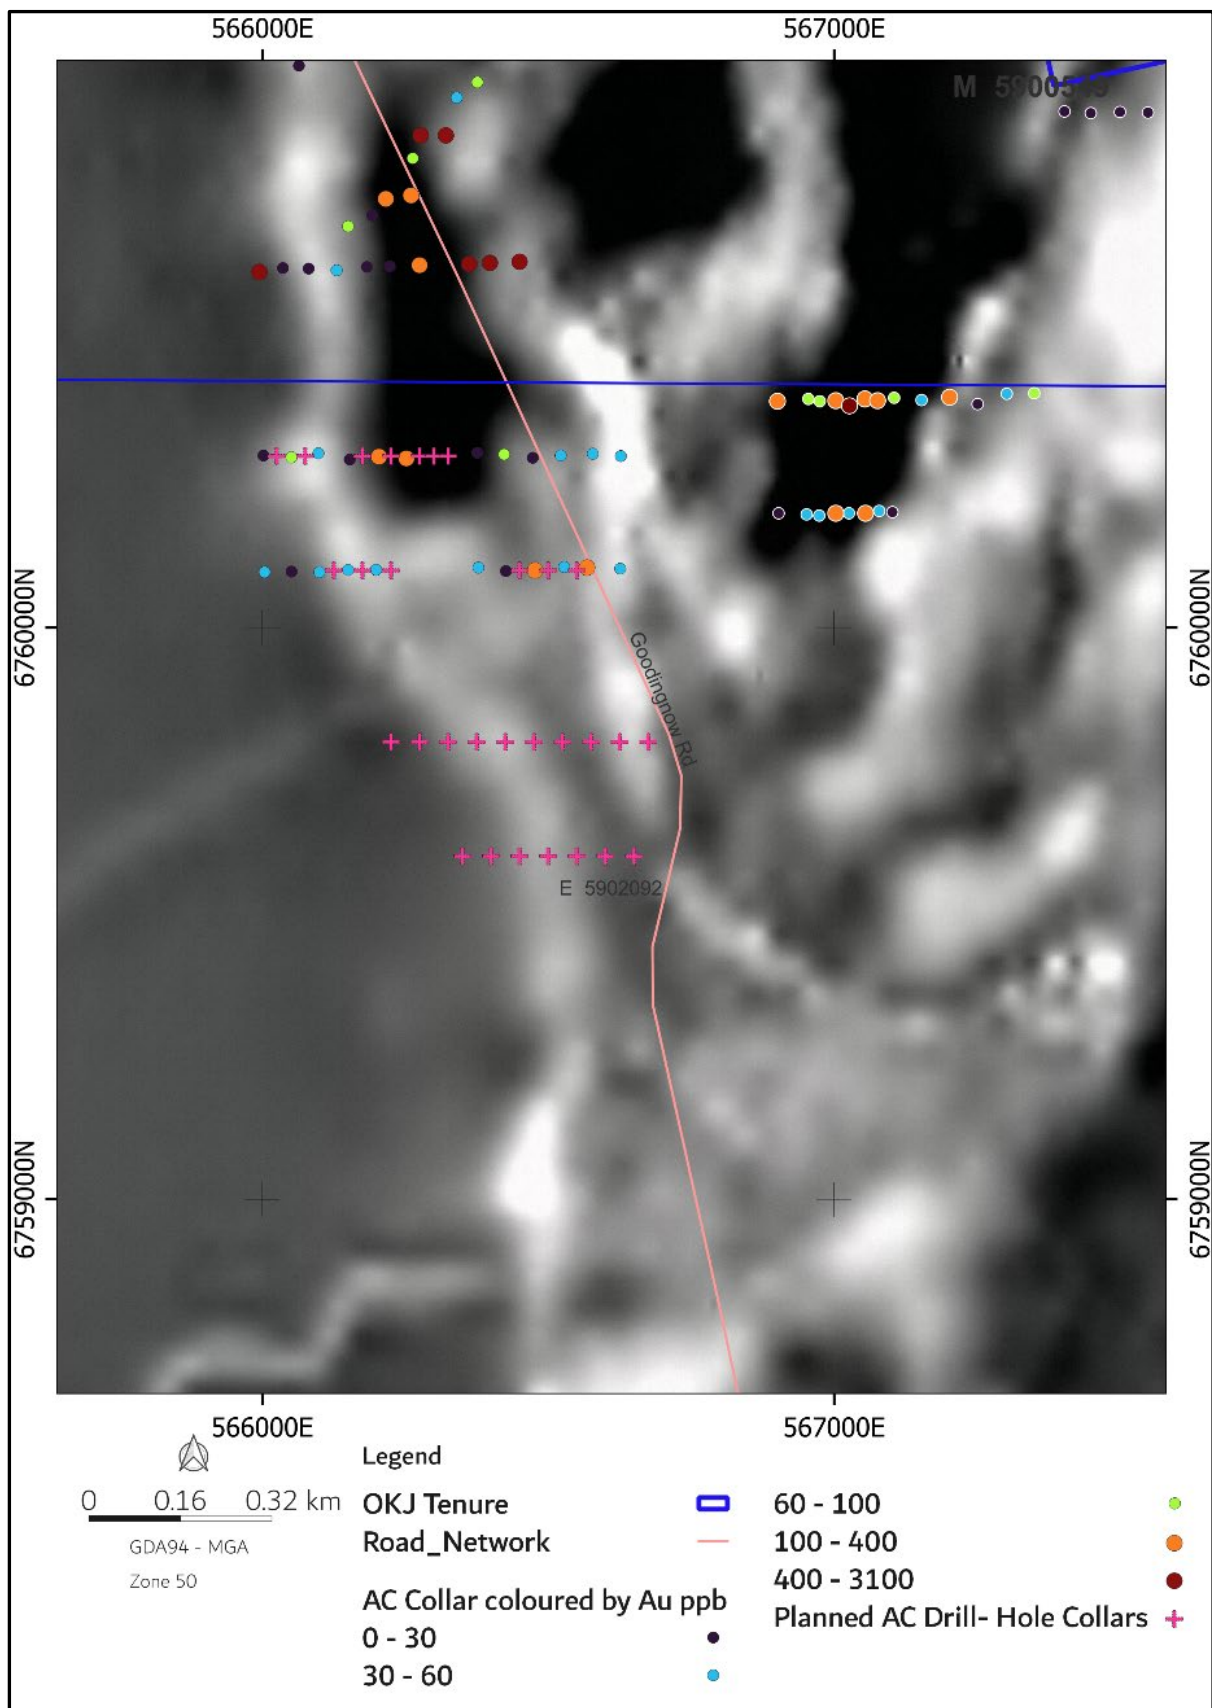 566000E 567000E
M 5900549
6760000N 6760000N
Goodingnow Rd
E 5902092
6759000N 6759000N
566000E 567000E
Legend
0 0.16 0.32 km
GDA94 - MGA
Zone 50
OKJ Tenure
Road_Network
AC Collar coloured by Au ppb
0 - 30
30 - 60
60 - 100
100 - 400
400 - 3100
Planned AC Drill- Hole Collars